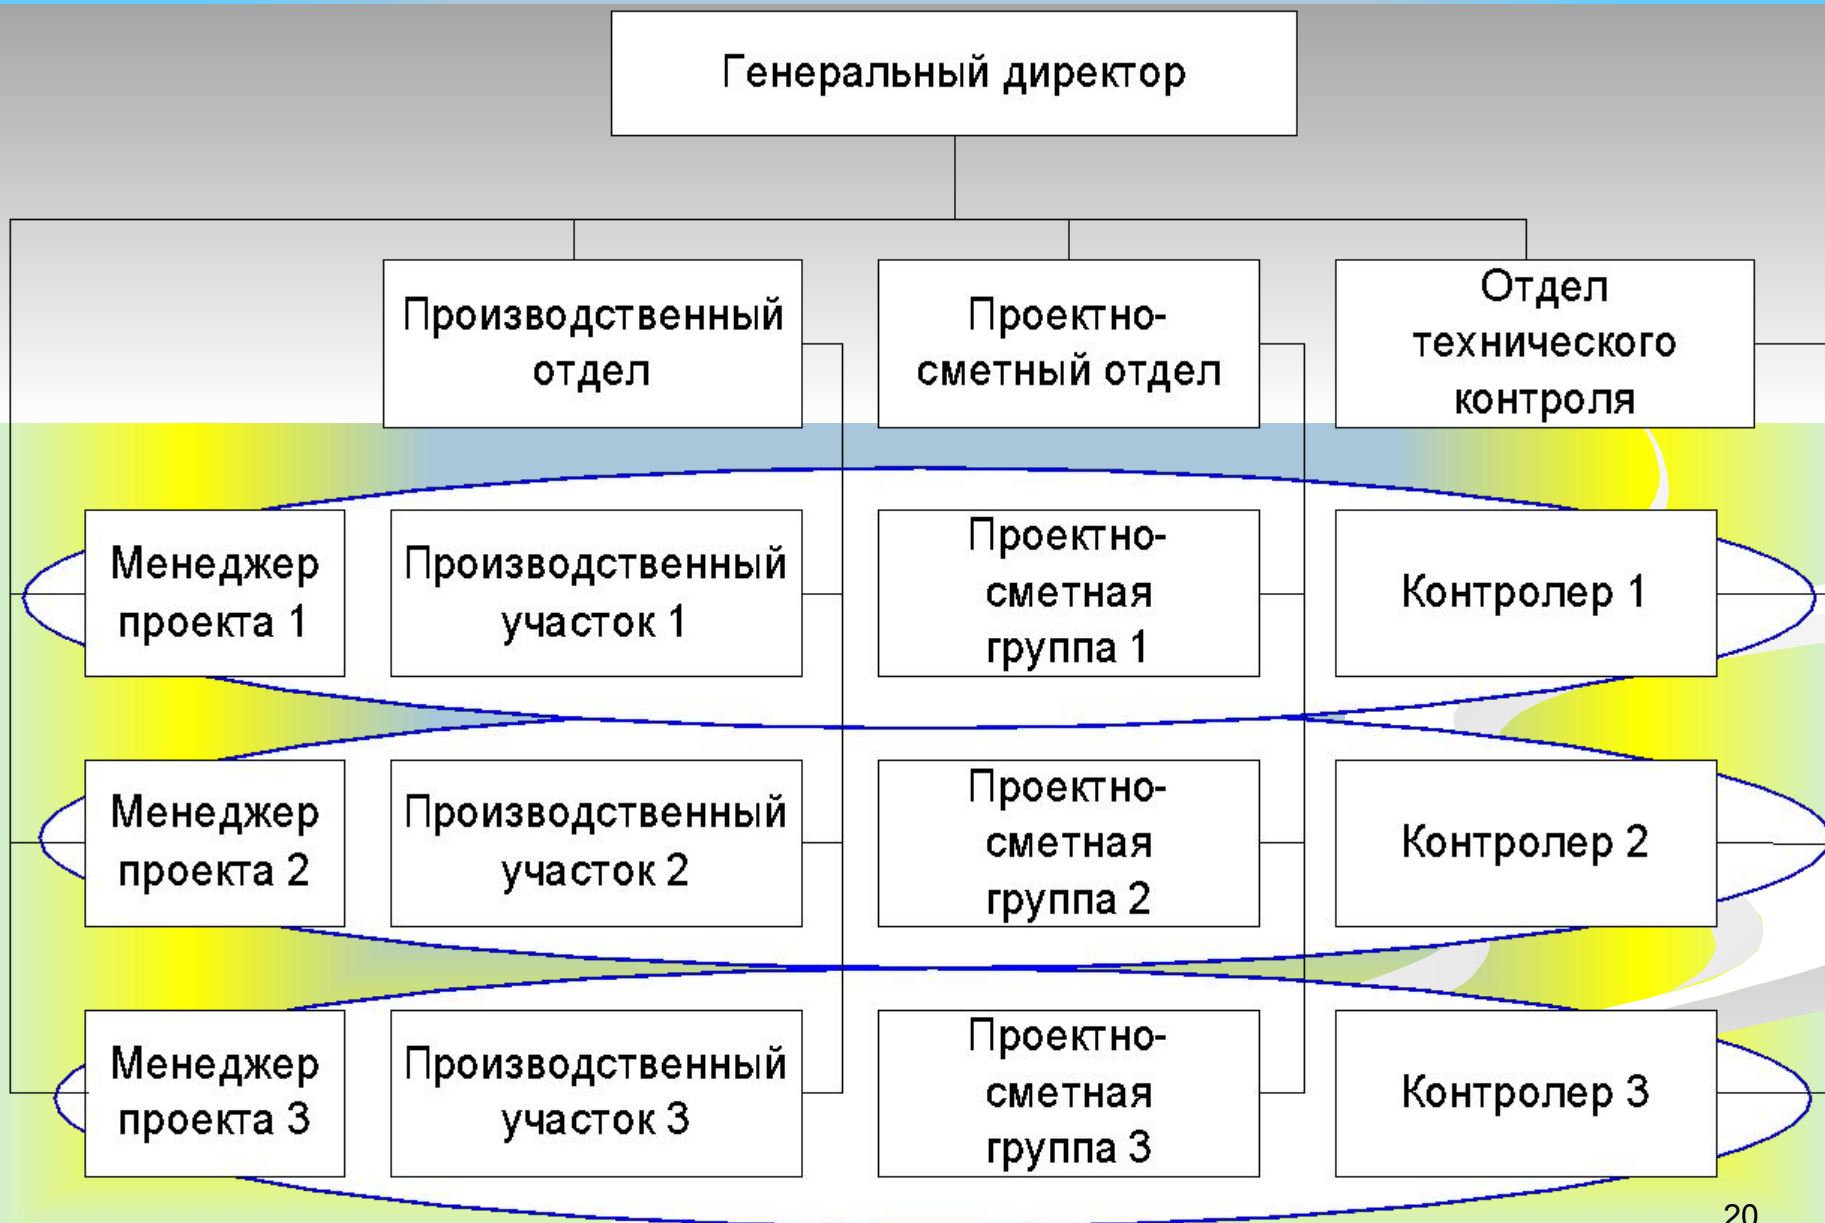 Генеральный директор
Производственный
отдел
Проектно-
сметный отдел
Отдел
технического
контроля
Менеджер
проекта 1
Производственный
участок 1
Проектно-
сметная
группа 1
Контролер 1
Менеджер
проекта 2
Производственный
участок 2
Проектно-
сметная
группа 2
Контролер 2
Менеджер
проекта 3
Производственный
участок 3
Проектно-
сметная
группа 3
Контролер 3
20